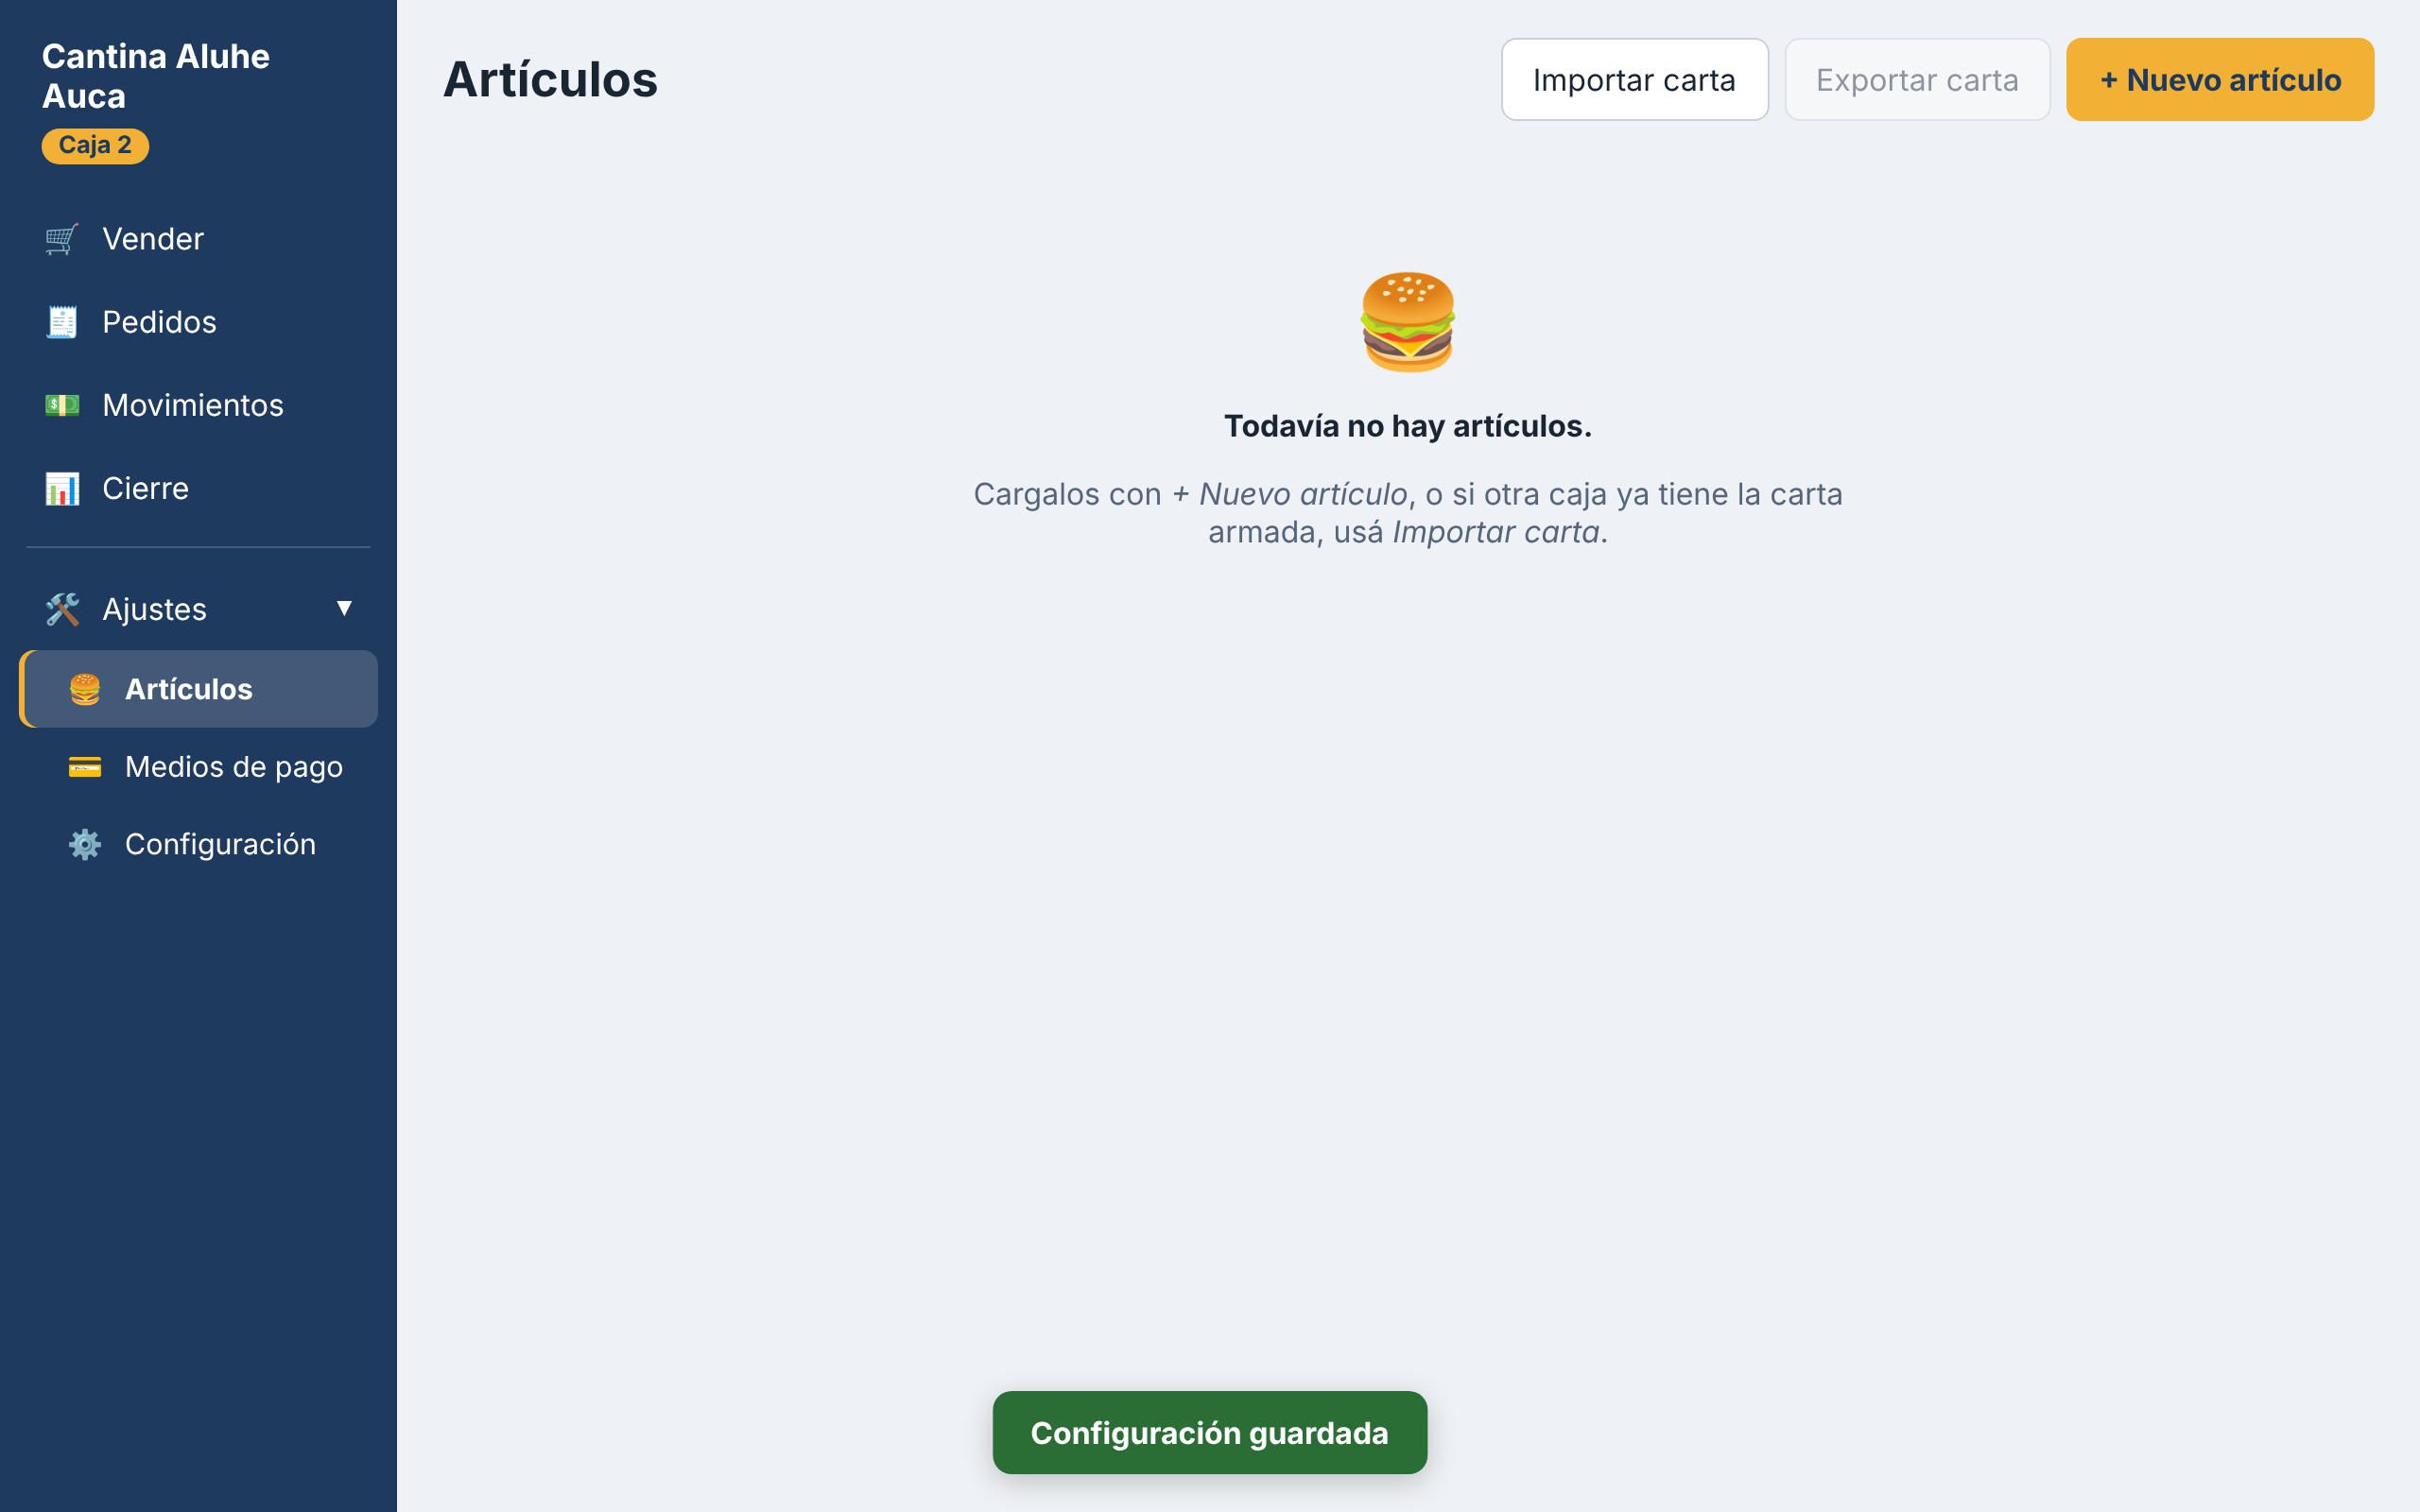 Cantina Aluhe
Auca
Caja 2
Vender
Pedidos
Movimientos
Cierre
Ajustes ▼
Artículos
Medios de pago
Configuración
Artículos
Importar carta
Exportar carta
+ Nuevo artículo
Todavía no hay artículos.
Cargalos con + Nuevo artículo, o si otra caja ya tiene la carta
armada, usá Importar carta.
Configuración guardada